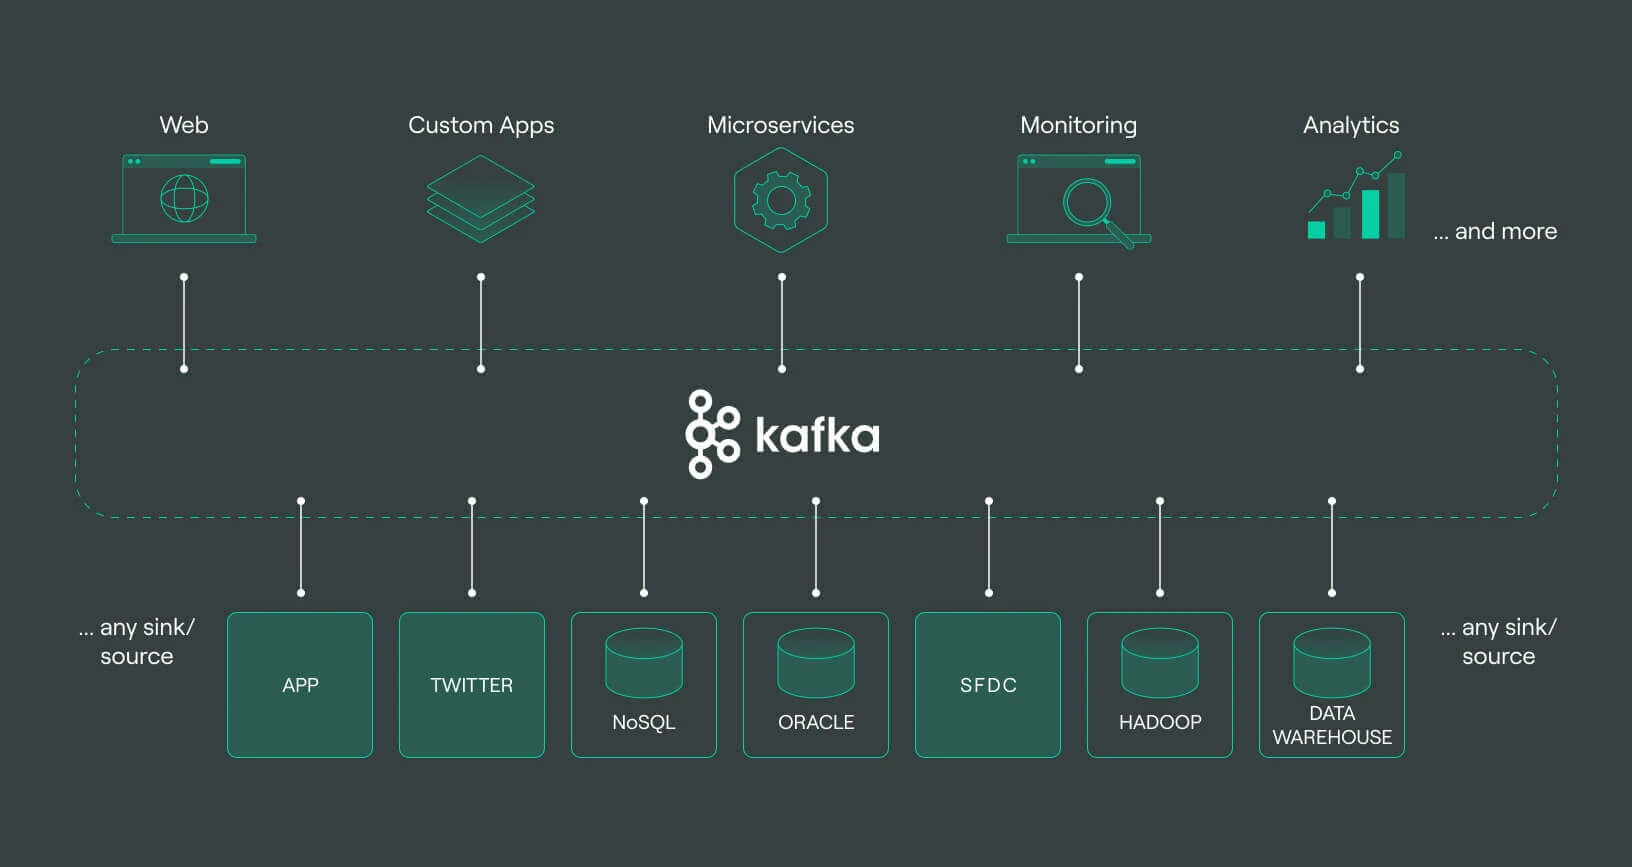 Web
Custom Apps
Microservices
Monitoring
Analytics
... and more
kafka
... any sink/
source
APP
TWITTER
NoSQL
ORACLE
SFDC
HADOOP
DATA
WAREHOUSE
... any sink/
source